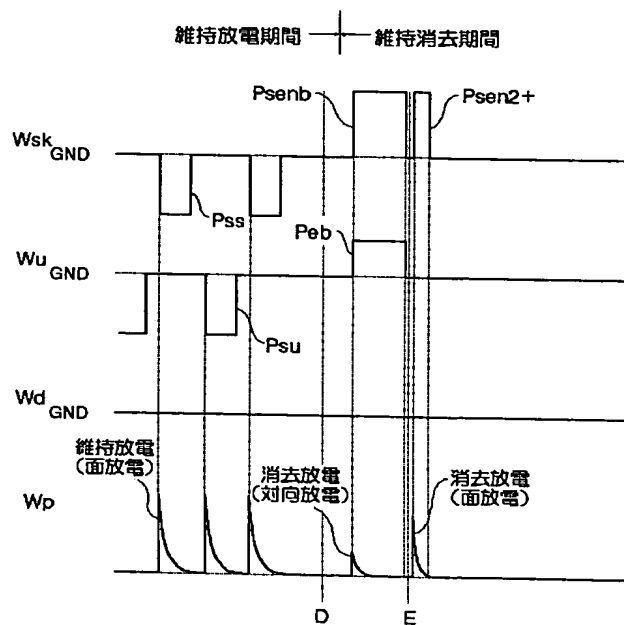 維持放電期間
維持消去期間
Psenb
Psen2+
Wsk
GND
Pss
Peb
Wu
GND
Psu
Wd
GND
維持放電
(面放電)
消去放電
(対向放電)
消去放電
(面放電)
Wp
D
E